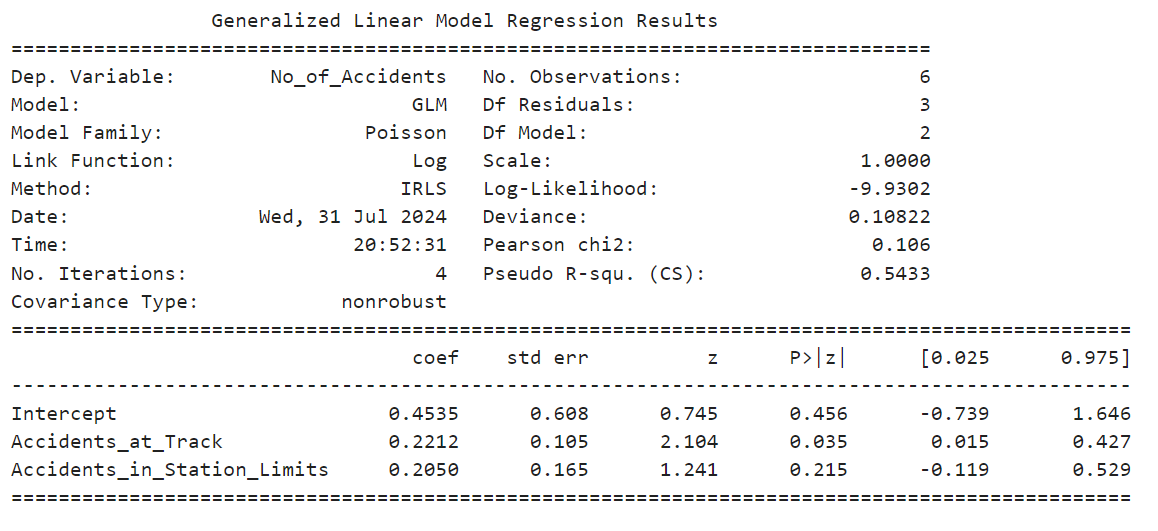 Generalized Linear Model Regression Results
==============================================================================
Dep. Variable:        No_of_Accidents   No. Observations:                    6
Model:                            GLM   Df Residuals:                        3
Model Family:                 Poisson   Df Model:                            2
Link Function:                    Log   Scale:                          1.0000
Method:                          IRLS   Log-Likelihood:                -9.9302
Date:                Wed, 31 Jul 2024   Deviance:                      0.10822
Time:                        20:52:31   Pearson chi2:                    0.106
No. Iterations:                     4   Pseudo R-squ. (CS):             0.5433
Covariance Type:            nonrobust
===============================================================================================
                                  coef    std err          z      P>|z|      [0.025      0.975]
-----------------------------------------------------------------------------------------------
Intercept                       0.4535      0.608      0.745      0.456      -0.739       1.646
Accidents_at_Track              0.2212      0.105      2.104      0.035       0.015       0.427
Accidents_in_Station_Limits     0.2050      0.165      1.241      0.215      -0.119       0.529
===============================================================================================